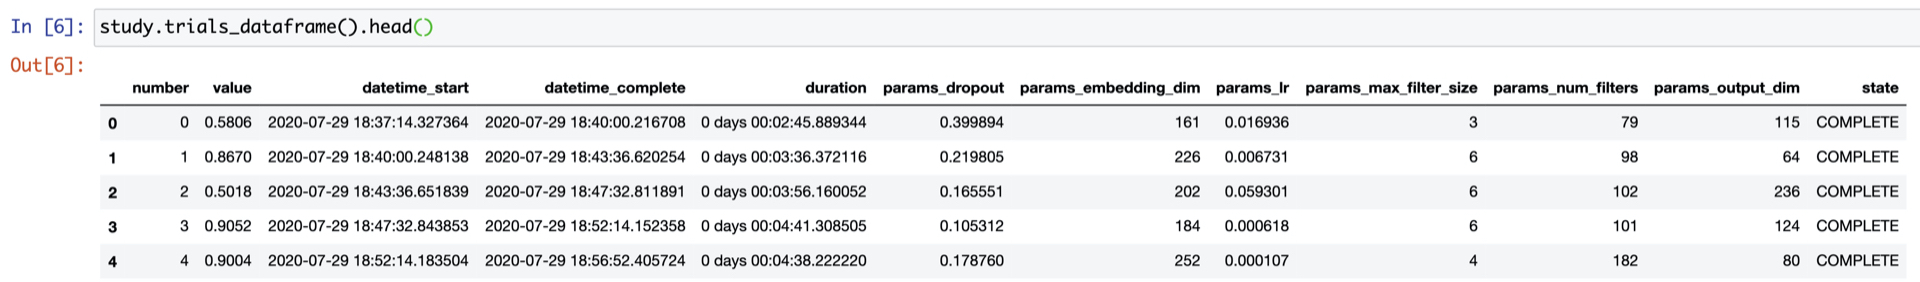 In [6]: study.trials_dataframe().head()
Out[6]:
number value datetime_start datetime_complete duration params_dropout params_embedding_dim params_lr params_max_filter_size params_num_filters params_output_dim state
0 0 0.5806 2020-07-29 18:37:14.327364 2020-07-29 18:40:00.216708 0 days 00:02:45.889344 0.399894 161 0.016936 3 79 115 COMPLETE
1 1 0.8670 2020-07-29 18:40:00.248138 2020-07-29 18:43:36.620254 0 days 00:03:36.372116 0.219805 226 0.006731 6 98 64 COMPLETE
2 2 0.5018 2020-07-29 18:43:36.651839 2020-07-29 18:47:32.811891 0 days 00:03:56.160052 0.165551 202 0.059301 6 102 236 COMPLETE
3 3 0.9052 2020-07-29 18:47:32.843853 2020-07-29 18:52:14.152358 0 days 00:04:41.308505 0.105312 184 0.000618 6 101 124 COMPLETE
4 4 0.9004 2020-07-29 18:52:14.183504 2020-07-29 18:56:52.405724 0 days 00:04:38.222220 0.178760 252 0.000107 4 182 80 COMPLETE